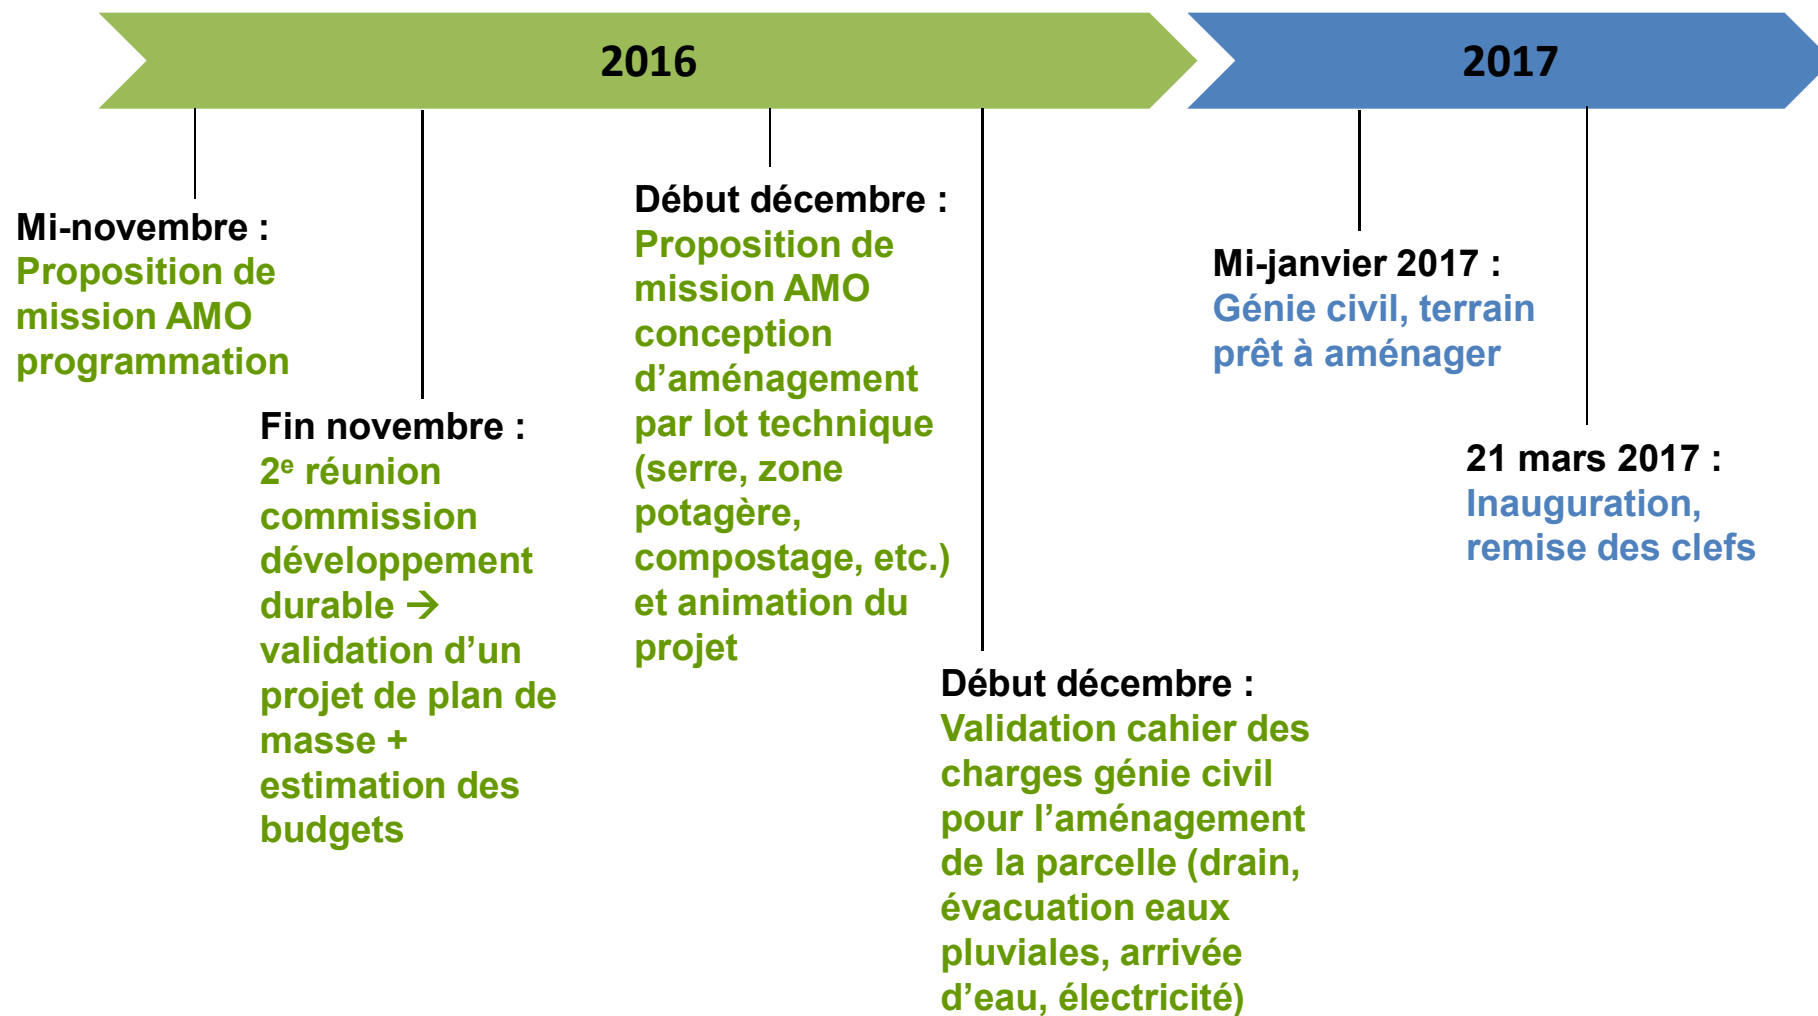 2016
2017
Mi-novembre :
Proposition de
mission AMO
programmation
Fin novembre :
2e réunion
commission
développement
durable →
validation d’un
projet de plan de
masse +
estimation des
budgets
Début décembre :
Proposition de
mission AMO
conception
d’aménagement
par lot technique
(serre, zone
potagère,
compostage, etc.)
et animation du
projet
Début décembre :
Validation cahier des
charges génie civil
pour l’aménagement
de la parcelle (drain,
évacuation eaux
pluviales, arrivée
d’eau, électricité)
Mi-janvier 2017 :
Génie civil, terrain
prêt à aménager
21 mars 2017 :
Inauguration,
remise des clefs